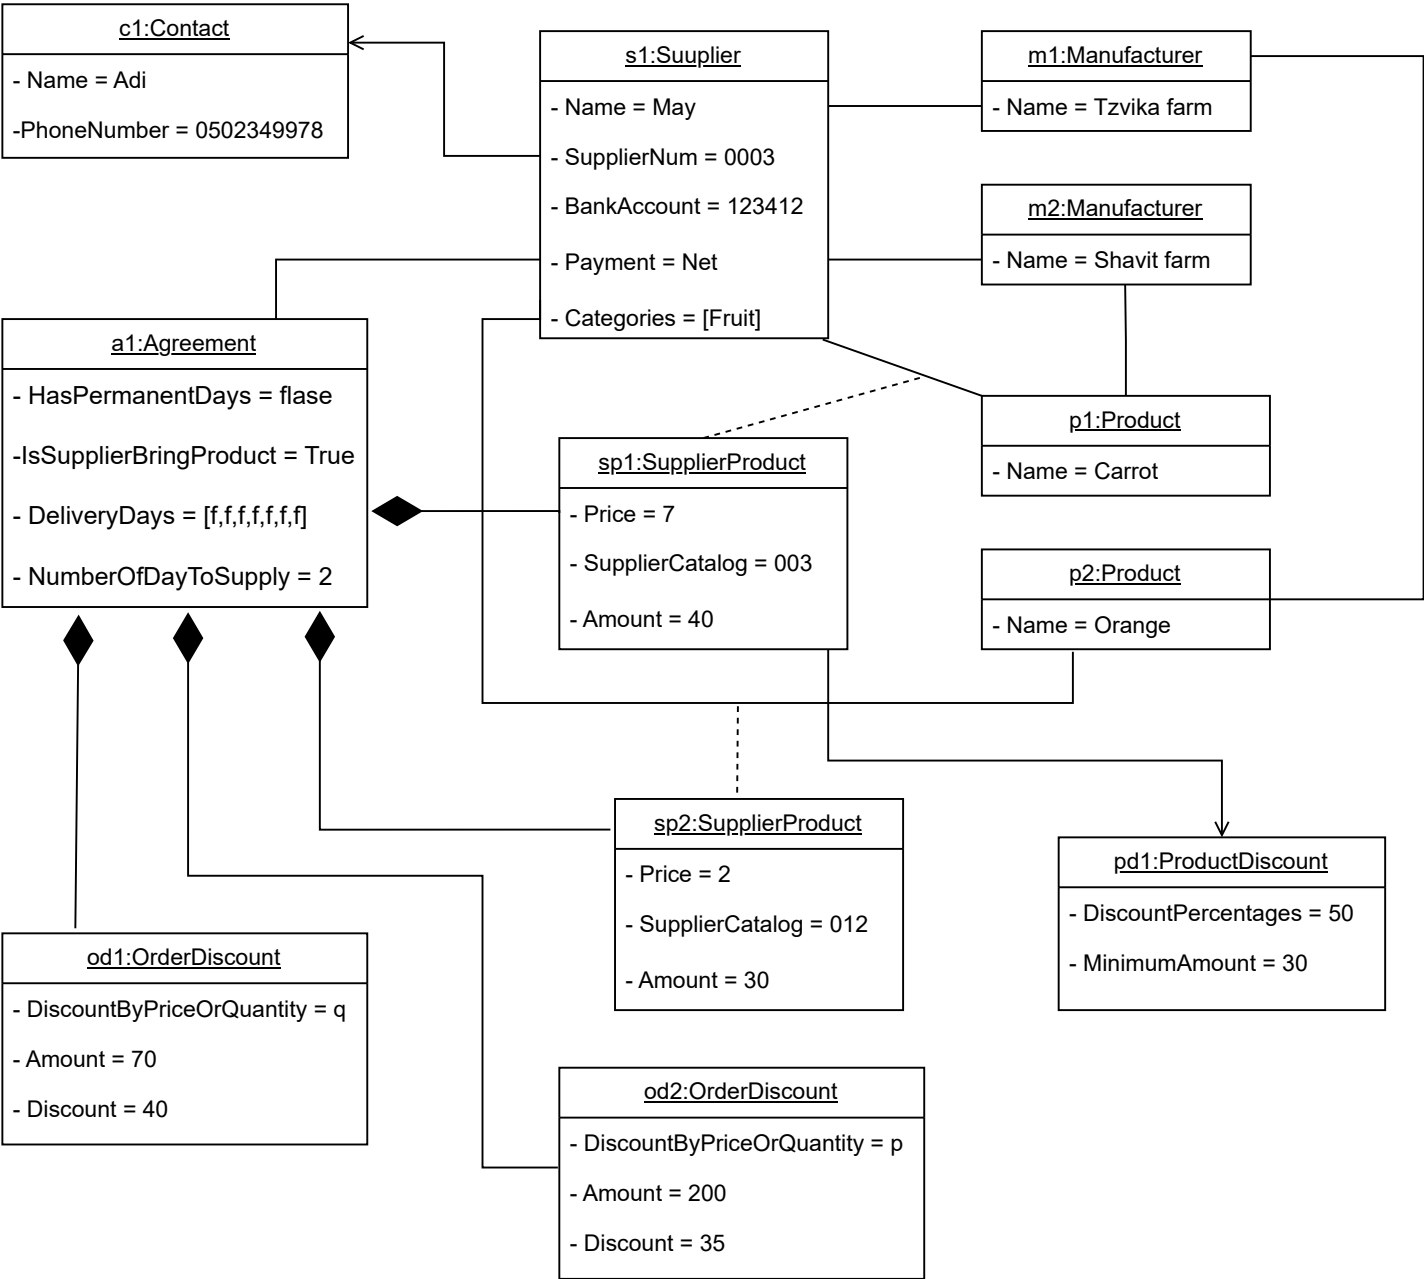 c1:Contact
- Name = Adi
-PhoneNumber = 0502349978
s1:Suuplier
- Name = May
- SupplierNum = 0003
- BankAccount = 123412
- Payment = Net
- Categories = [Fruit]
m1:Manufacturer
- Name = Tzvika farm
m2:Manufacturer
- Name = Shavit farm
a1:Agreement
- HasPermanentDays = flase
-IsSupplierBringProduct = True
- DeliveryDays = [f,f,f,f,f,f,f]
- NumberOfDayToSupply = 2
sp1:SupplierProduct
- Price = 7
- SupplierCatalog = 003
- Amount = 40
p1:Product
- Name = Carrot
p2:Product
- Name = Orange
sp2:SupplierProduct
- Price = 2
- SupplierCatalog = 012
- Amount = 30
pd1:ProductDiscount
- DiscountPercentages = 50
- MinimumAmount = 30
od1:OrderDiscount
- DiscountByPriceOrQuantity = q
- Amount = 70
- Discount = 40
od2:OrderDiscount
- DiscountByPriceOrQuantity = p
- Amount = 200
- Discount = 35